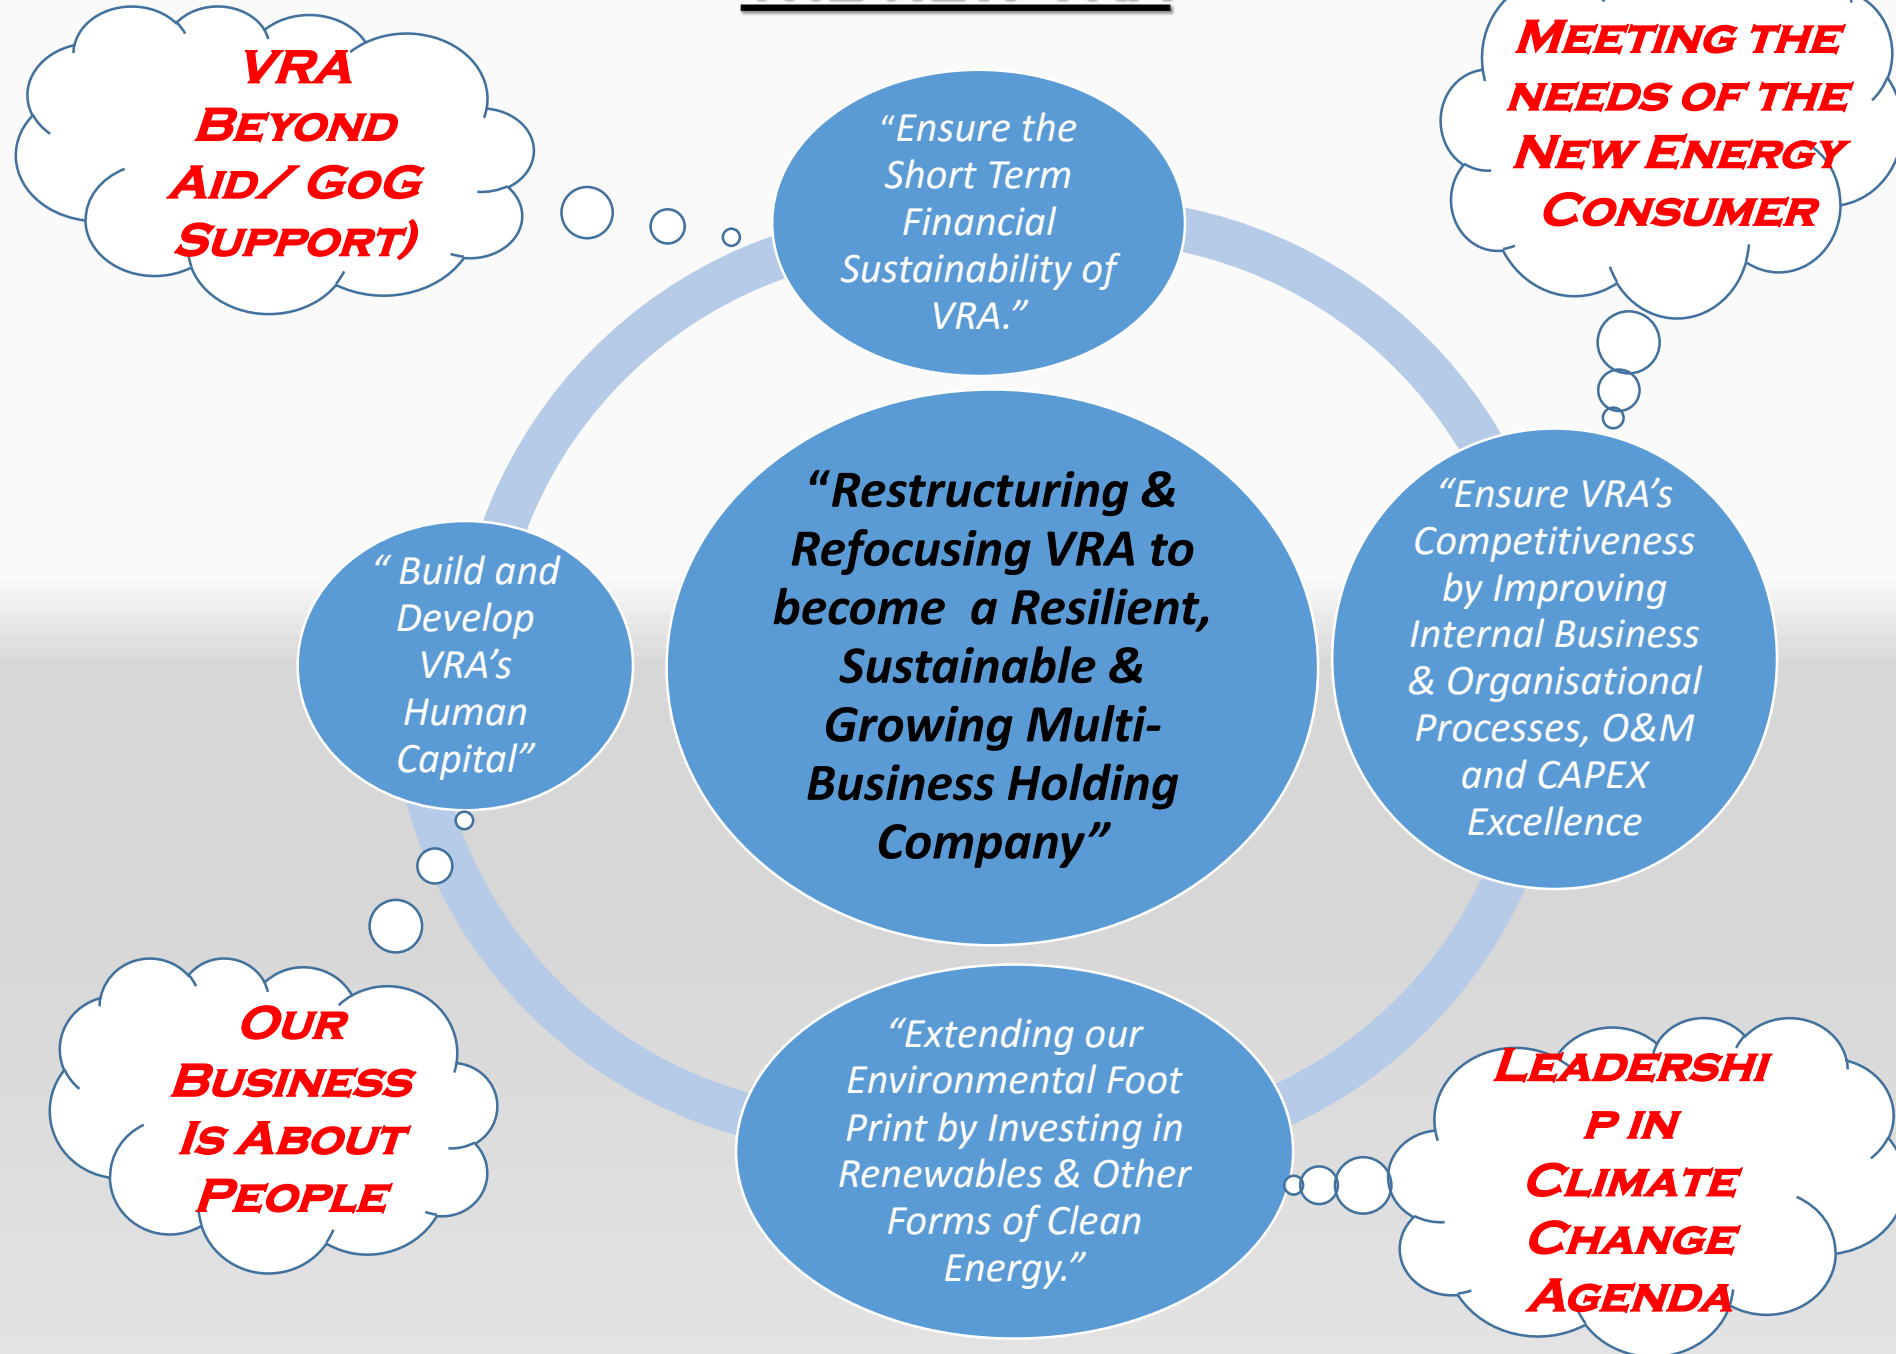 VRA
BEYOND
AID/ GOG
SUPPORT)
MEETING THE
NEEDS OF THE
NEW ENERGY
CONSUMER
“Ensure the
Short Term
Financial
Sustainability of
VRA.”
“Restructuring &
Refocusing VRA to
become a Resilient,
Sustainable &
Growing Multi-
Business Holding
Company”
“Ensure VRA’s
Competitiveness
by Improving
Internal Business
& Organisational
Processes, O&M
and CAPEX
Excellence
“ Build and
Develop
VRA’s
Human
Capital”
“Extending our
Environmental Foot
Print by Investing in
Renewables & Other
Forms of Clean
Energy.”
OUR
BUSINESS
IS ABOUT
PEOPLE
LEADERSHI
P IN
CLIMATE
CHANGE
AGENDA